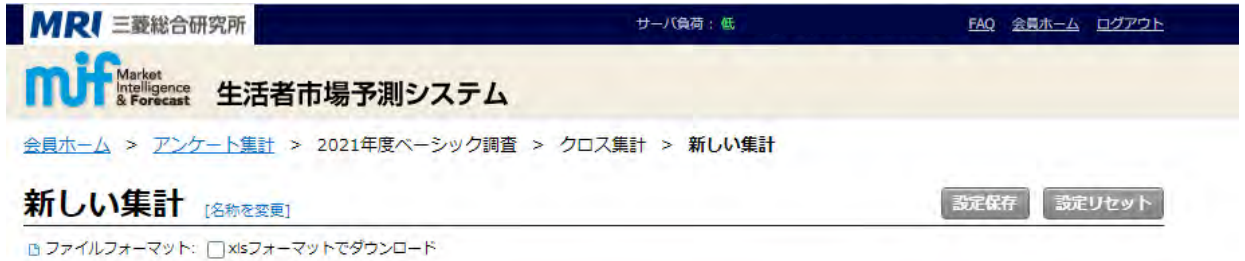 MRI 三菱総合研究所 サーバ負荷：低 FAQ 会員ホーム ログアウト
mif Market Intelligence & Forecast 生活者市場予測システム
会員ホーム > アンケート集計 > 2021年度ベーシック調査 > クロス集計 > 新しい集計
新しい集計 [名称を変更] 設定保存 設定リセット
ファイルフォーマット: xlsフォーマットでダウンロード